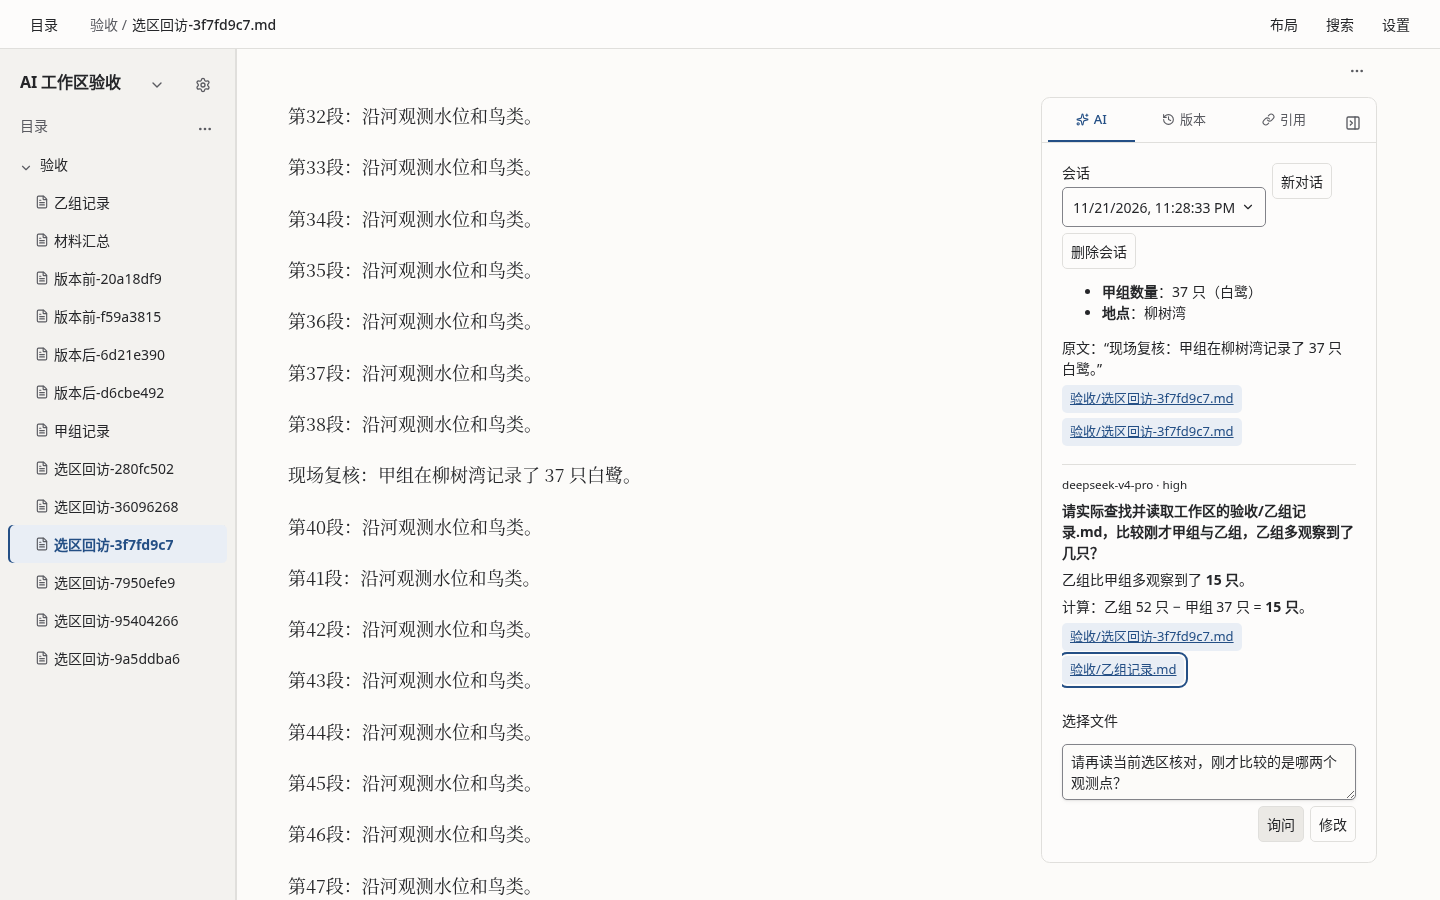 目录
验收 / 选区回访-3f7fd9c7.md
布局
搜索
设置
AI 工作区验收
目录
验收
乙组记录
材料汇总
版本前-20a18df9
版本前-f59a3815
版本后-6d21e390
版本后-d6cbe492
甲组记录
选区回访-280fc502
选区回访-36096268
选区回访-3f7fd9c7
选区回访-7950efe9
选区回访-95404266
选区回访-9a5ddba6
第32段：沿河观测水位和鸟类。
第33段：沿河观测水位和鸟类。
第34段：沿河观测水位和鸟类。
第35段：沿河观测水位和鸟类。
第36段：沿河观测水位和鸟类。
第37段：沿河观测水位和鸟类。
第38段：沿河观测水位和鸟类。
现场复核：甲组在柳树湾记录了 37 只白鹭。
第40段：沿河观测水位和鸟类。
第41段：沿河观测水位和鸟类。
第42段：沿河观测水位和鸟类。
第43段：沿河观测水位和鸟类。
第44段：沿河观测水位和鸟类。
第45段：沿河观测水位和鸟类。
第46段：沿河观测水位和鸟类。
第47段：沿河观测水位和鸟类。
AI
版本
引用
会话
11/21/2026, 11:28:33 PM
新对话
删除会话
甲组数量：37 只（白鹭）
地点：柳树湾
原文：“现场复核：甲组在柳树湾记录了 37 只
白鹭。”
验收/选区回访-3f7fd9c7.md
验收/选区回访-3f7fd9c7.md
deepseek-v4-pro · high
请实际查找并读取工作区的验收/乙组记
录.md，比较刚才甲组与乙组，乙组多观察到了
几只？
乙组比甲组多观察到了 15 只。
计算：乙组 52 只 − 甲组 37 只 = 15 只。
验收/选区回访-3f7fd9c7.md
验收/乙组记录.md
选择文件
请再读当前选区核对，刚才比较的是哪两个
观测点？
询问
修改